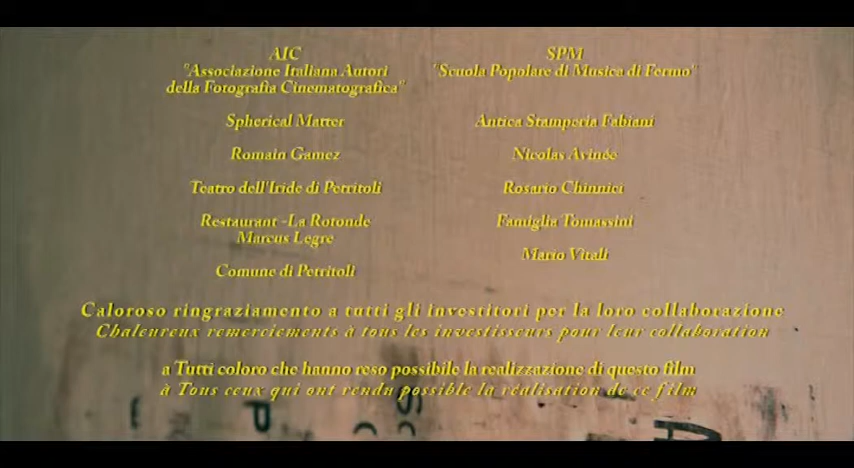 AIC
"Associazione Italiana Autori
della Fotografia Cinematografica"
Spherical Matter
Romain Gamez
Teatro dell'Iride di Petritoli
Restaurant -La Rotonde
Marcus Legre
Comune di Petritoli
SPM
"Scuola Popolare di Musica di Fermo"
Antica Stamperia Fabiani
Nicolas Avinée
Rosario Chinnici
Famiglia Tomassini
Mario Vitali
Caloroso ringraziamento a tutti gli investitori per la loro collaborazione
Chaleureux remerciements à tous les investisseurs pour leur collaboration
a Tutti coloro che hanno reso possibile la realizzazione di questo film
à Tous ceux qui ont rendu possible la réalisation de ce film